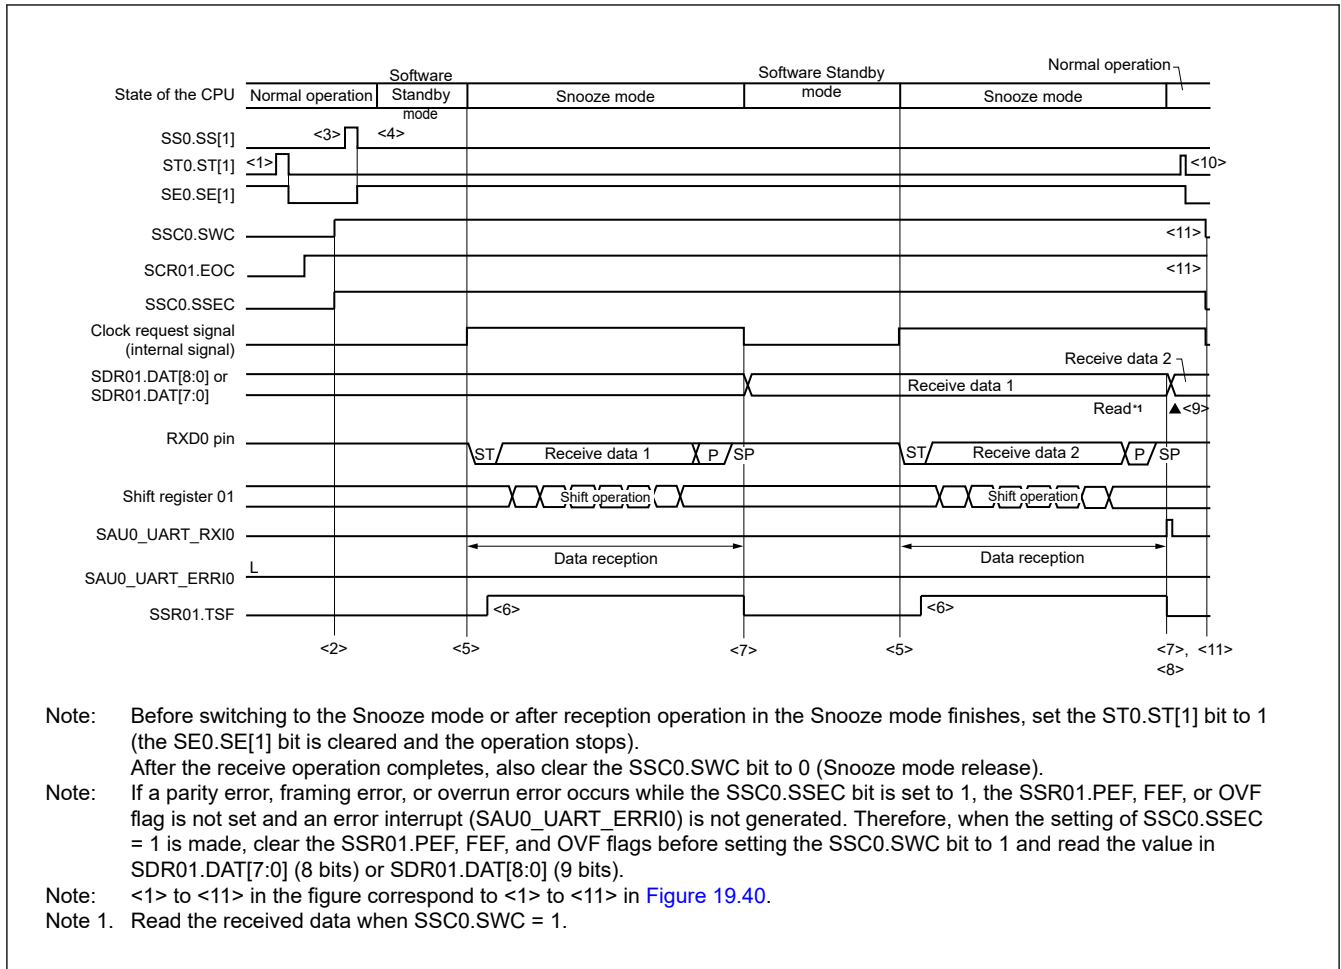 State of the CPU
Normal operation
Software
Standby
mode
Snooze mode
Software Standby
mode
Snooze mode
Normal operation
SS0.SS[1]
<3>
<4>
ST0.ST[1]
<1>
<10>
SE0.SE[1]
SSC0.SWC
<11>
SCR01.EOC
<11>
SSC0.SSEC
Clock request signal
(internal signal)
SDR01.DAT[8:0] or
SDR01.DAT[7:0]
Receive data 1
Receive data 2
Read*1 ▲<9>
RXD0 pin
ST Receive data 1 P SP
ST Receive data 2 P SP
Shift register 01
Shift operation
Shift operation
SAU0_UART_RXI0
Data reception
Data reception
SAU0_UART_ERRI0
L
SSR01.TSF
<6>
<6>
<2>
<5>
<7>
<5>
<7>, <11>
<8>
Note: Before switching to the Snooze mode or after reception operation in the Snooze mode finishes, set the ST0.ST[1] bit to 1
(the SE0.SE[1] bit is cleared and the operation stops).
After the receive operation completes, also clear the SSC0.SWC bit to 0 (Snooze mode release).
Note: If a parity error, framing error, or overrun error occurs while the SSC0.SSEC bit is set to 1, the SSR01.PEF, FEF, or OVF
flag is not set and an error interrupt (SAU0_UART_ERRI0) is not generated. Therefore, when the setting of SSC0.SSEC
= 1 is made, clear the SSR01.PEF, FEF, and OVF flags before setting the SSC0.SWC bit to 1 and read the value in
SDR01.DAT[7:0] (8 bits) or SDR01.DAT[8:0] (9 bits).
Note: <1> to <11> in the figure correspond to <1> to <11> in Figure 19.40.
Note 1. Read the received data when SSC0.SWC = 1.